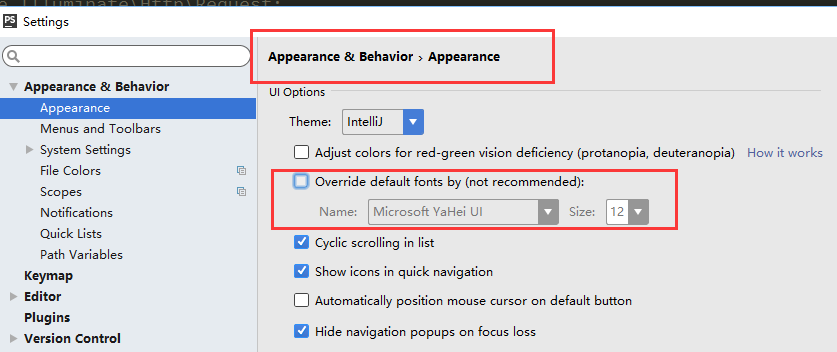 e Illuminate\Http\Request;
PS Settings
Appearance & Behavior › Appearance
Appearance & Behavior
Appearance
Menus and Toolbars
System Settings
File Colors
Scopes
Notifications
Quick Lists
Path Variables
Keymap
Editor
Plugins
Version Control
UI Options
Theme: IntelliJ
Adjust colors for red-green vision deficiency (protanopia, deuteranopia) How it works
Override default fonts by (not recommended):
Name: Microsoft YaHei UI Size: 12
Cyclic scrolling in list
Show icons in quick navigation
Automatically position mouse cursor on default button
Hide navigation popups on focus loss